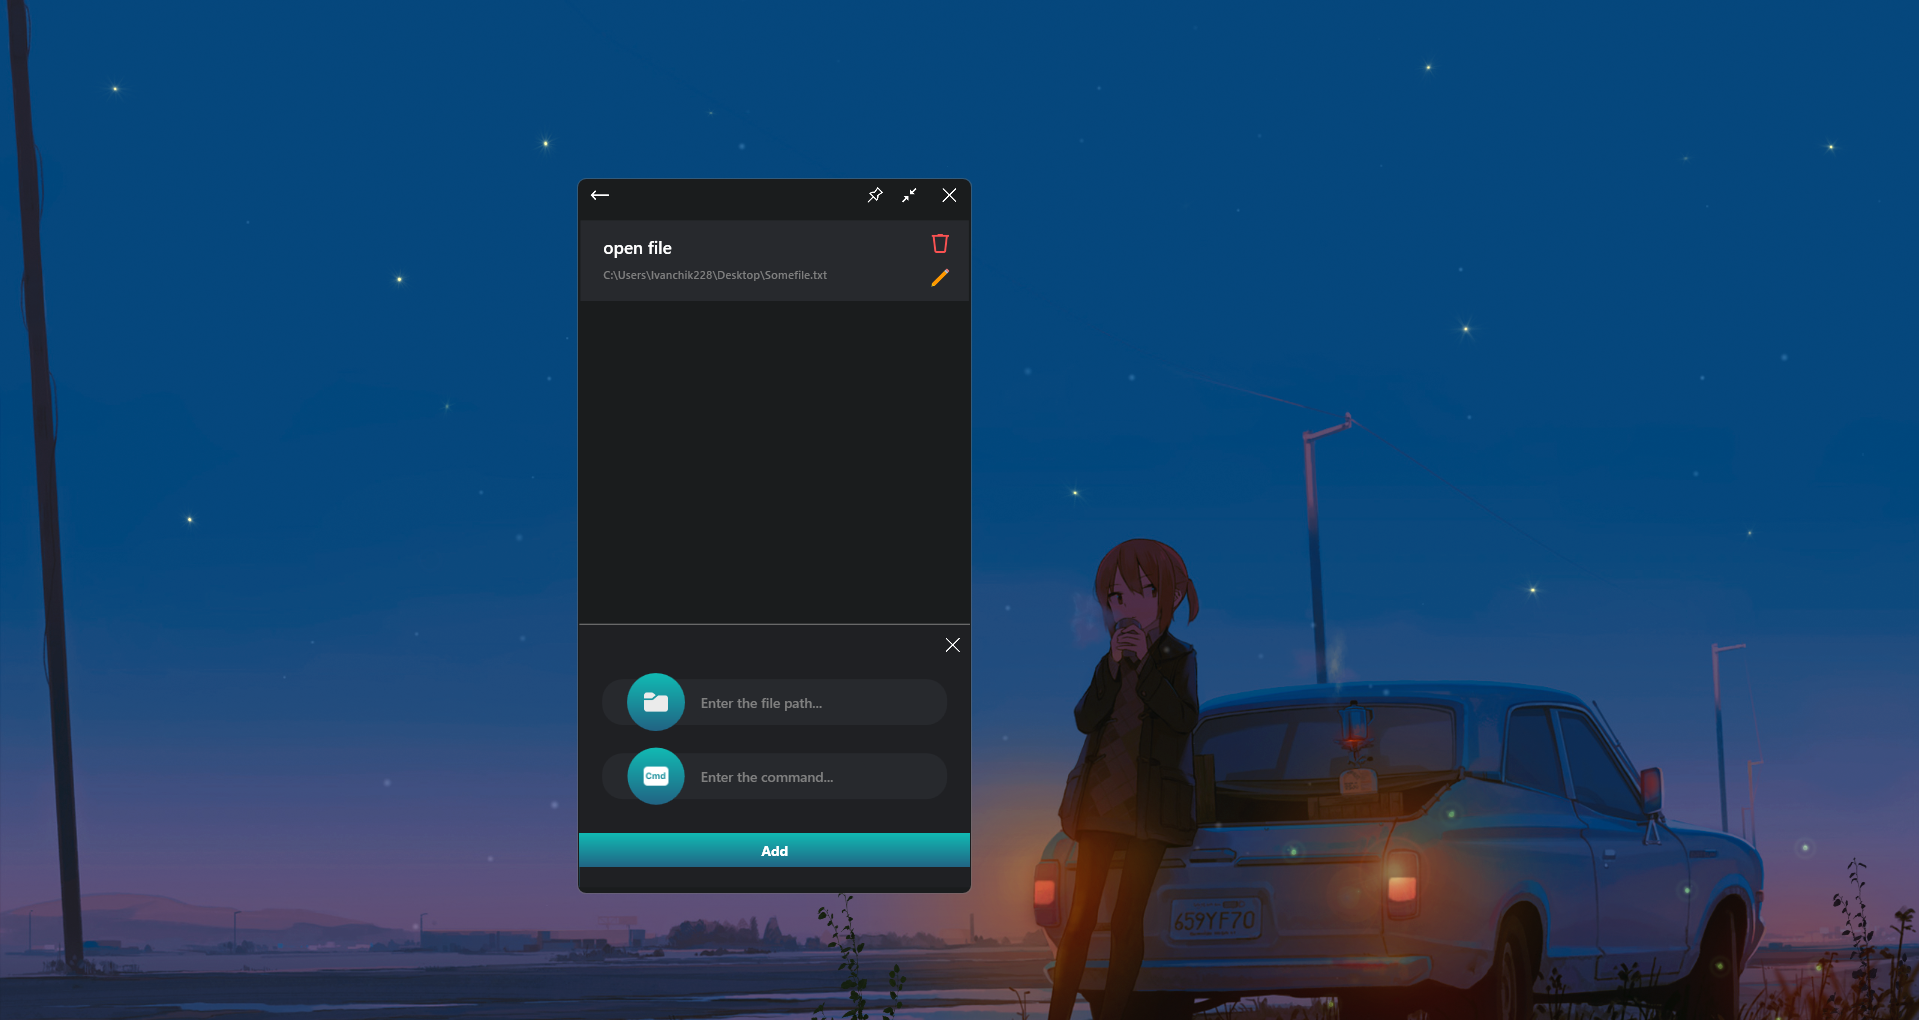 open file
C:\Users\Ivanchik228\Desktop\Somefile.txt
Enter the file path...
Cmd
Enter the command...
Add
659YF70